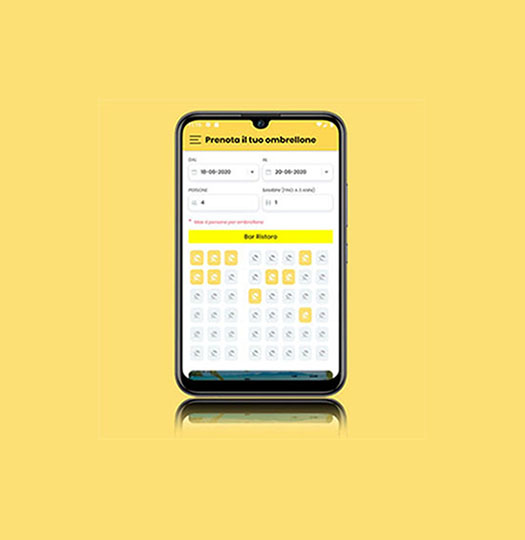 Prenota il tuo ombrellone
DAL
AL
18-06-2020
20-06-2020
PERSONE
BAMBINI (FINO A 3 ANNI)
4
1
* Max 4 persone per ombrellone
Bar Ristoro